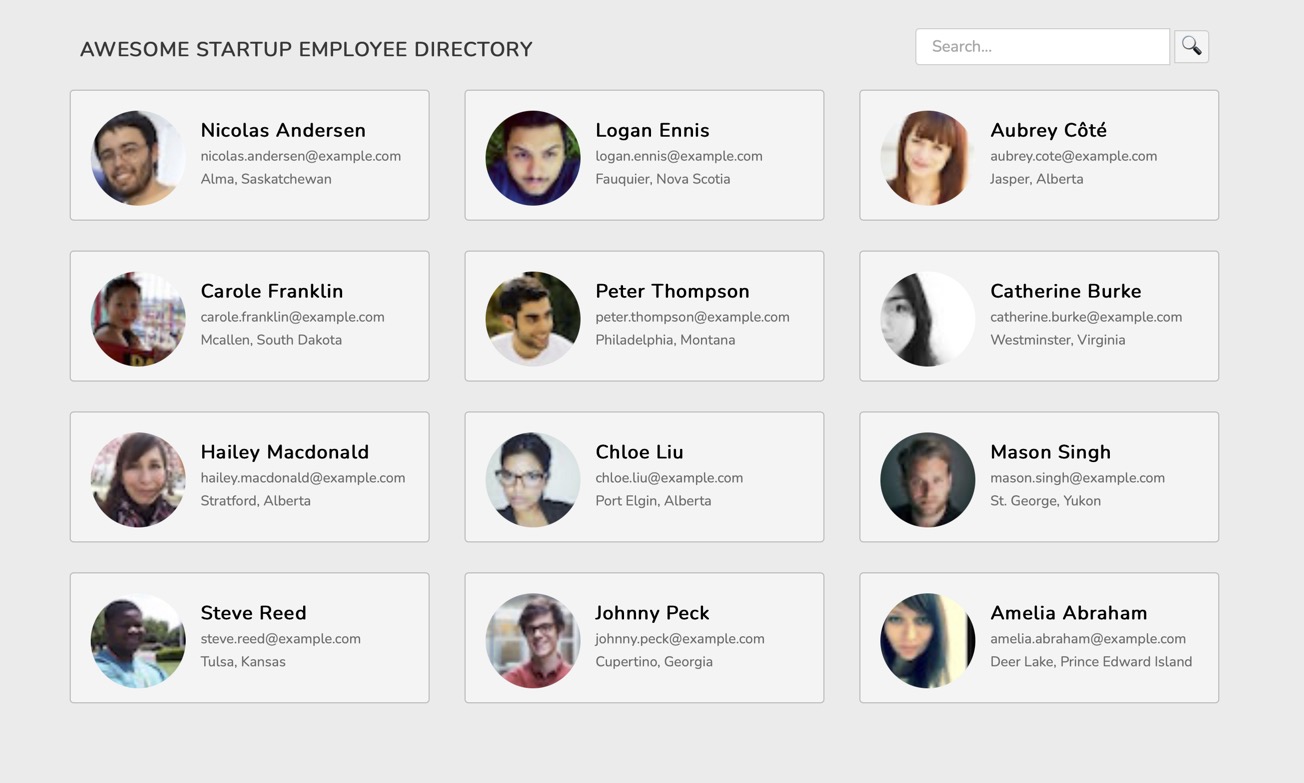 AWESOME STARTUP EMPLOYEE DIRECTORY
Search...
Nicolas Andersen
nicolas.andersen@example.com
Alma, Saskatchewan
Logan Ennis
logan.ennis@example.com
Fauquier, Nova Scotia
Aubrey Côté
aubrey.cote@example.com
Jasper, Alberta
Carole Franklin
carole.franklin@example.com
Mcallen, South Dakota
Peter Thompson
peter.thompson@example.com
Philadelphia, Montana
Catherine Burke
catherine.burke@example.com
Westminster, Virginia
Hailey Macdonald
hailey.macdonald@example.com
Stratford, Alberta
Chloe Liu
chloe.liu@example.com
Port Elgin, Alberta
Mason Singh
mason.singh@example.com
St. George, Yukon
Steve Reed
steve.reed@example.com
Tulsa, Kansas
Johnny Peck
johnny.peck@example.com
Cupertino, Georgia
Amelia Abraham
amelia.abraham@example.com
Deer Lake, Prince Edward Island